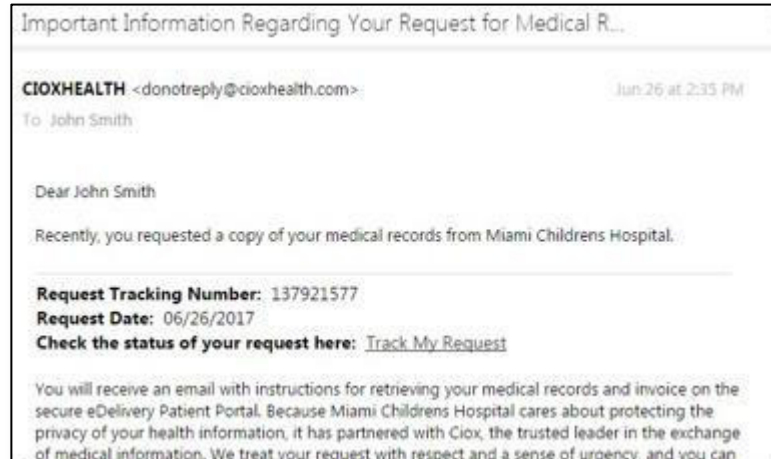 Important Information Regarding Your Request for Medical R...
CIOXHEALTH <donotreply@cioxhealth.com> Jun 26 at 2:35 PM
To John Smith
Dear John Smith
Recently, you requested a copy of your medical records from Miami Childrens Hospital.
Request Tracking Number: 137921577
Request Date: 06/26/2017
Check the status of your request here: Track My Request
You will receive an email with instructions for retrieving your medical records and invoice on the
secure eDelivery Patient Portal. Because Miami Childrens Hospital cares about protecting the
privacy of your health information, it has partnered with Ciox, the trusted leader in the exchange
of medical information. We treat your request with respect and a sense of urgency, and you can